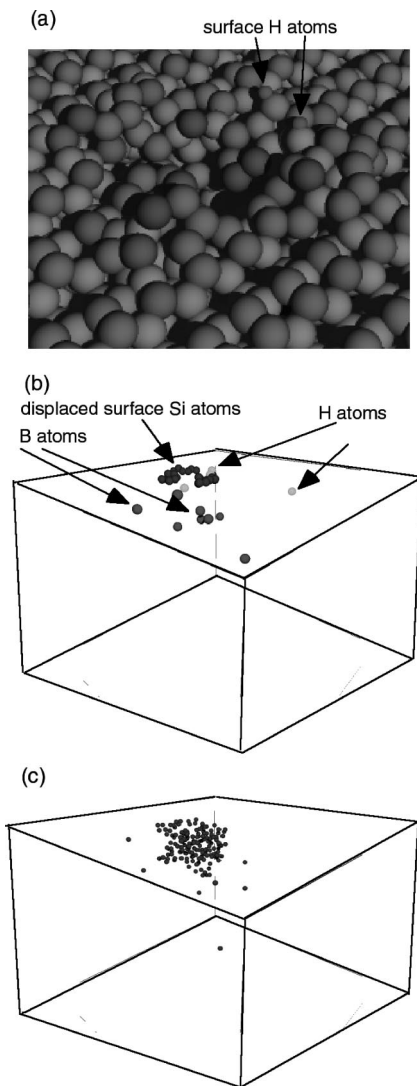 (a)
surface H atoms
(b)
displaced surface Si atoms
B atoms
H atoms
(c)